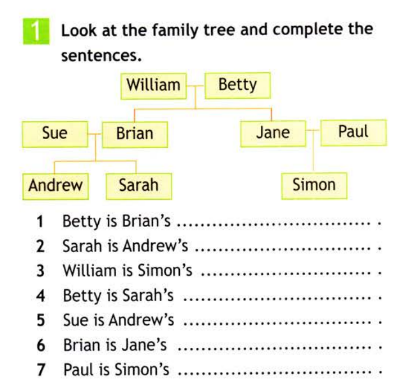 1 Look at the family tree and complete the
sentences.
William Betty
Sue Brian Jane Paul
Andrew Sarah Simon
1 Betty is Brian's .................................... .
2 Sarah is Andrew's ................................ .
3 William is Simon's ............................... .
4 Betty is Sarah's .................................. .
5 Sue is Andrew's ................................... .
6 Brian is Jane's ................................... .
7 Paul is Simon's ................................... .